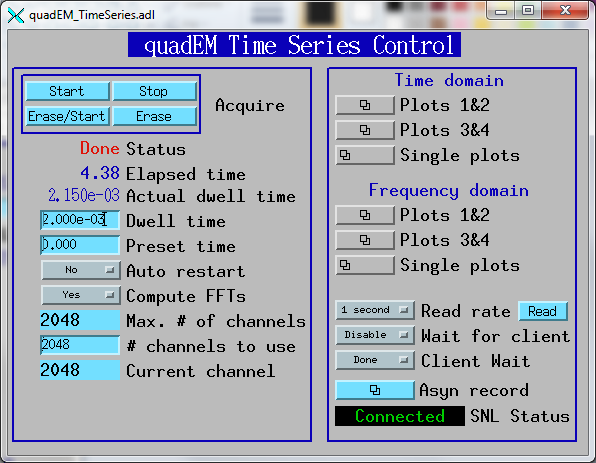 quadEM_TimeSeries.adl
quadEM Time Series Control
Start Stop
Erase/Start Erase
Acquire
Done Status
4.38 Elapsed time
2.150e-03 Actual dwell time
2.000e-03 Dwell time
0.000 Preset time
No Auto restart
Yes Compute FFTs
2048 Max. # of channels
2048 # channels to use
2048 Current channel
Time domain
Plots 1&2
Plots 3&4
Single plots
Frequency domain
Plots 1&2
Plots 3&4
Single plots
1 second Read rate Read
Disable Wait for client
Done Client Wait
Asyn record
Connected SNL Status